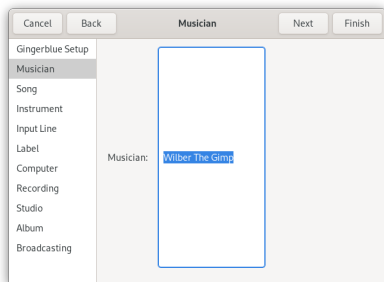 Cancel Back Musician Next Finish
Gingerblue Setup
Musician
Song
Instrument
Input Line
Label
Computer
Recording
Studio
Album
Broadcasting
Musician: Wilber The Gimp